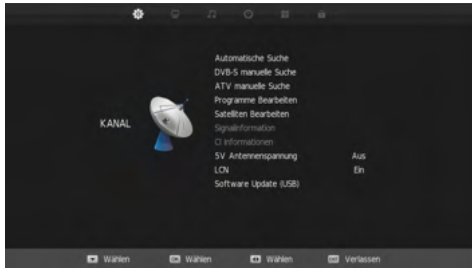 Automatische Suche
DVB-S manuelle Suche
ATV manuelle Suche
Programme Bearbeiten
KANAL
Satelliten Bearbeiten
Signalinformation
CI Informationen
5V Antennenspannung Aus
LCN Ein
Software Update (USB)
Wählen Wählen Wählen Verlassen